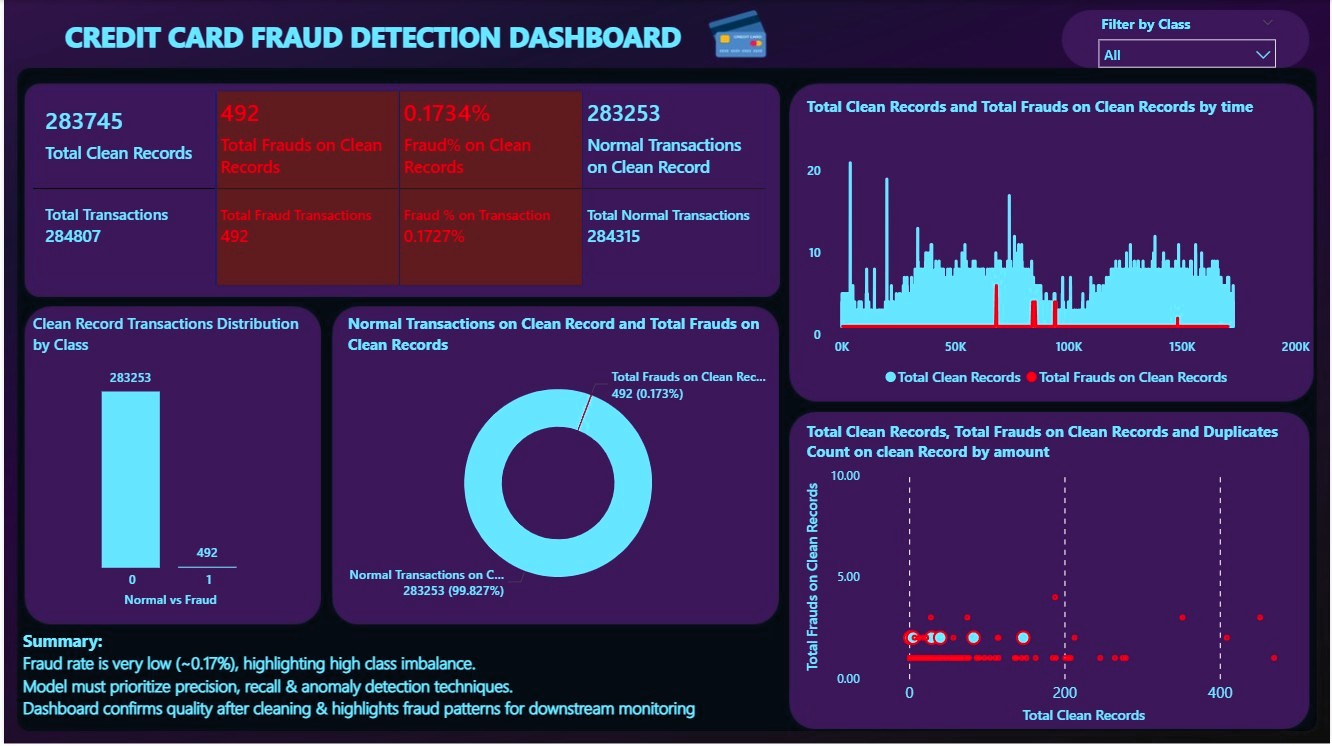 CREDIT CARD FRAUD DETECTION DASHBOARD
Filter by Class
All
283745
Total Clean Records
492
Total Frauds on Clean
Records
0.1734%
Fraud% on Clean
Records
283253
Normal Transactions
on Clean Record
Total Transactions
284807
Total Fraud Transactions
492
Fraud % on Transaction
0.1727%
Total Normal Transactions
284315
Total Clean Records and Total Frauds on Clean Records by time
20
10
0
0K
50K
100K
150K
200K
Total Clean Records
Total Frauds on Clean Records
Clean Record Transactions Distribution
by Class
283253
492
0
1
Normal vs Fraud
Normal Transactions on Clean Record and Total Frauds on
Clean Records
Total Frauds on Clean Rec...
492 (0.173%)
Normal Transactions on C...
283253 (99.827%)
Total Clean Records, Total Frauds on Clean Records and Duplicates
Count on clean Record by amount
Total Frauds on Clean Records
10.00
5.00
0.00
0
200
400
Total Clean Records
Summary:
Fraud rate is very low (~0.17%), highlighting high class imbalance.
Model must prioritize precision, recall & anomaly detection techniques.
Dashboard confirms quality after cleaning & highlights fraud patterns for downstream monitoring